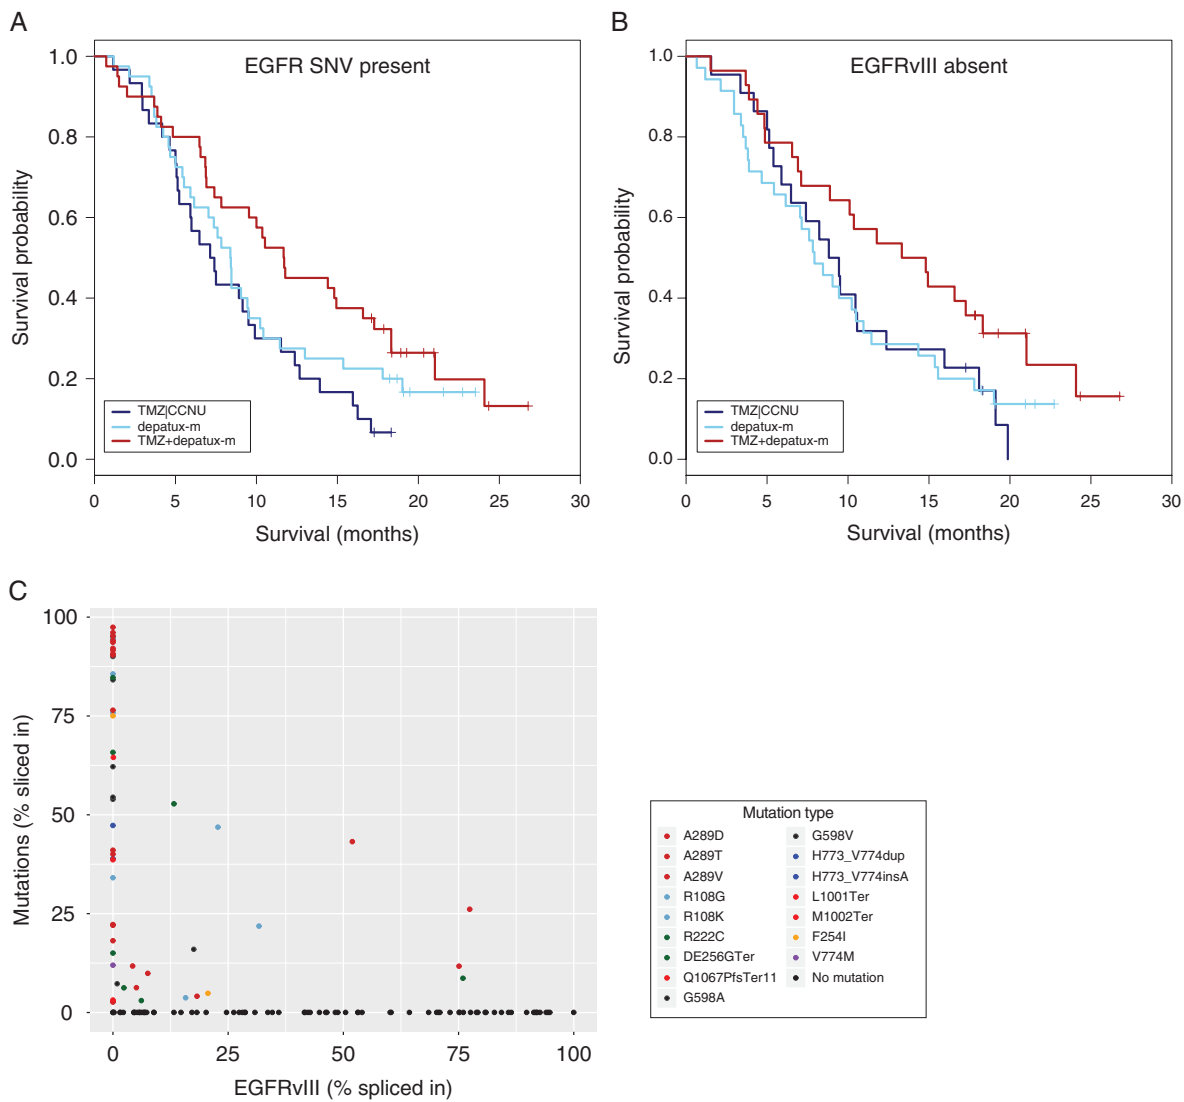 A
EGFR SNV present
Survival probability
1.0
0.8
0.6
0.4
0.2
0.0
TMZ|CCNU
depatux-m
TMZ+depatux-m
0 5 10 15 20 25 30
Survival (months)
B
EGFRvIII absent
Survival probability
1.0
0.8
0.6
0.4
0.2
0.0
TMZ|CCNU
depatux-m
TMZ+depatux-m
0 5 10 15 20 25 30
Survival (months)
C
Mutations (% sliced in)
100
75
50
25
0
0 25 50 75 100
EGFRvIII (% spliced in)
Mutation type
A289D
A289T
A289V
R108G
R108K
R222C
DE256GTer
Q1067PfsTer11
G598A
G598V
H773_V774dup
H773_V774insA
L1001Ter
M1002Ter
F254I
V774M
No mutation